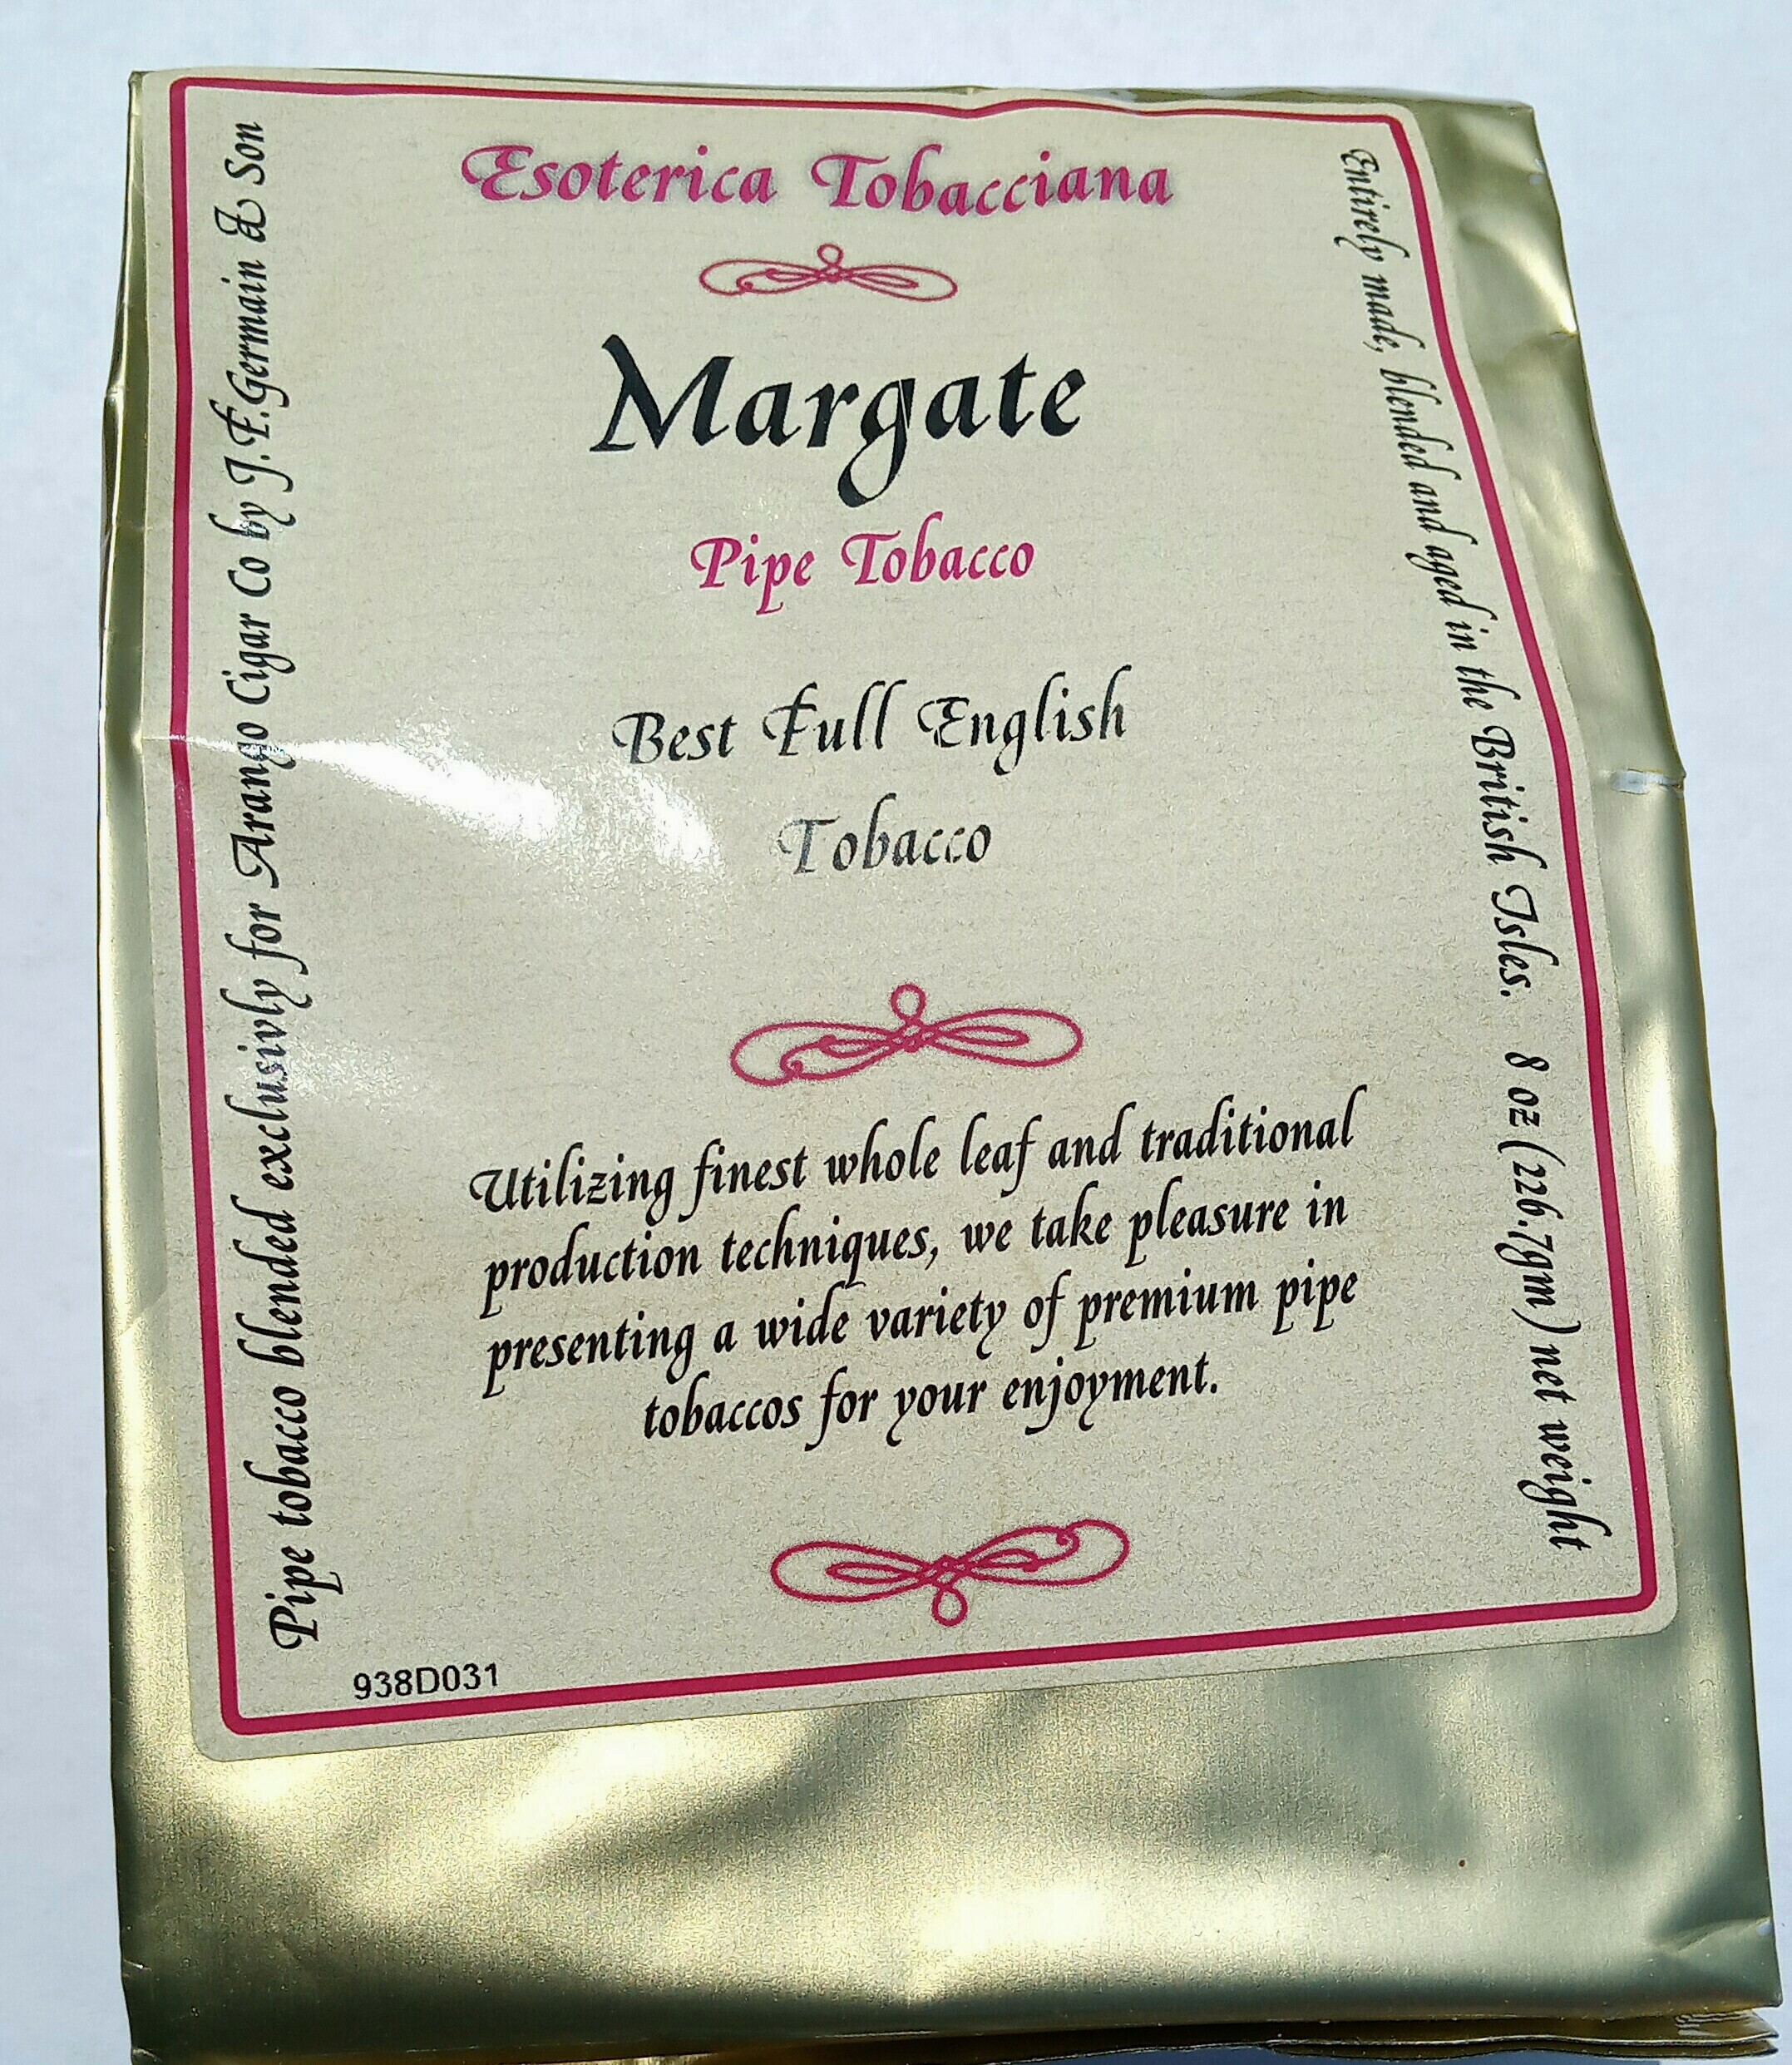 Esoterica Tobacciana
Margate
Pipe Tobacco
Best Full English
Tobacco
Utilizing finest whole leaf and traditional
production techniques, we take pleasure in
presenting a wide variety of premium pipe
tobaccos for your enjoyment.
Pipe tobacco blended exclusivly for Arango Cigar Co by J.F.Germain & Son
Entirely made, blended and aged in the British Isles. 8 oz (226.7gm) net weight
938D031